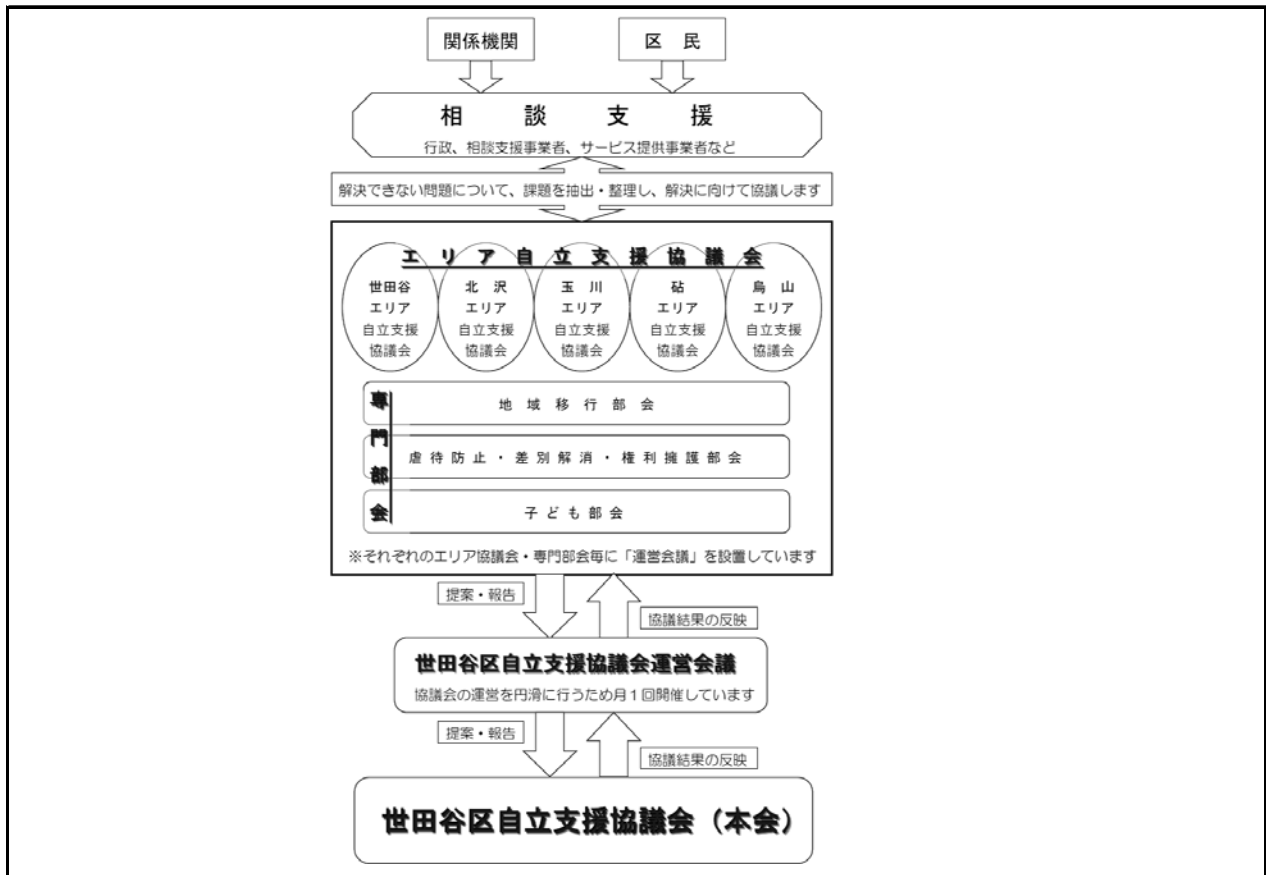 関係機関
区民
相談支援
行政、相談支援事業者、サービス提供事業者など
解決できない問題について、課題を抽出・整理し、解決に向けて協議します
エリア自立支援協議会
世田谷
エリア
自立支援
協議会
北沢
エリア
自立支援
協議会
玉川
エリア
自立支援
協議会
砧
エリア
自立支援
協議会
烏山
エリア
自立支援
協議会
専門部会
地域移行部会
虐待防止・差別解消・権利擁護部会
子ども部会
※それぞれのエリア協議会・専門部会毎に「運営会議」を設置しています
提案・報告
協議結果の反映
世田谷区自立支援協議会運営会議
協議会の運営を円滑に行うため月1回開催しています
提案・報告
協議結果の反映
世田谷区自立支援協議会（本会）